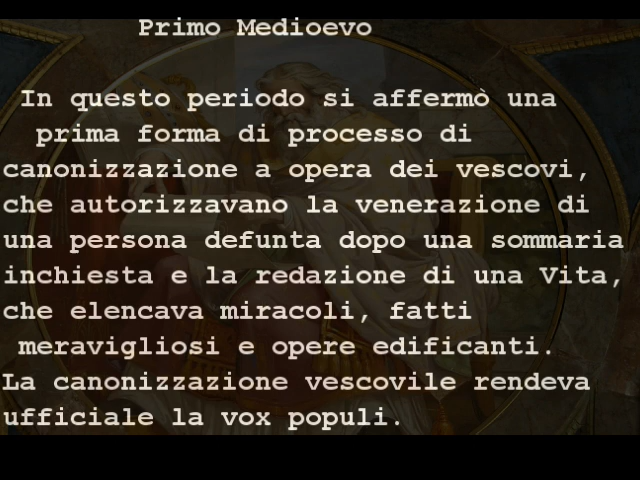 Primo Medioevo
In questo periodo si affermò una
prima forma di processo di
canonizzazione a opera dei vescovi,
che autorizzavano la venerazione di
una persona defunta dopo una sommaria
inchiesta e la redazione di una Vita,
che elencava miracoli, fatti
meravigliosi e opere edificanti.
La canonizzazione vescovile rendeva
ufficiale la vox populi.